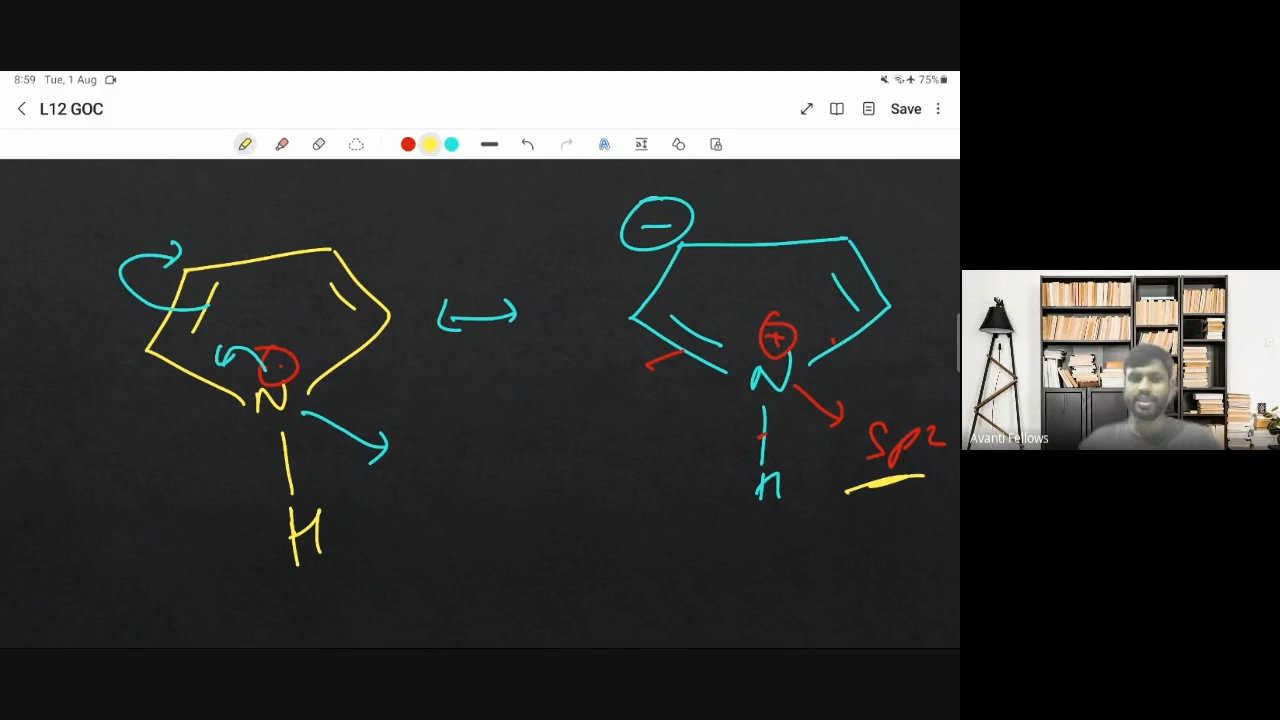 8:59 Tue, 1 Aug 75%
L12 GOC Save
−
+
N N
sp2
H
H
Avanti Fellows